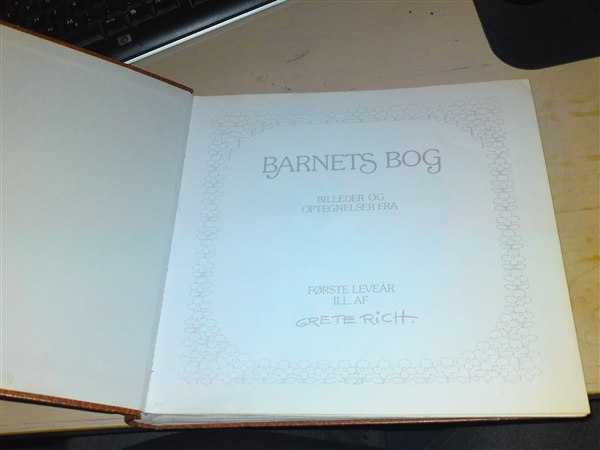 BARNETS BOG
BILLEDER OG
OPTEGNELSER FRA
FØRSTE LEVEÅR
ILL. AF
GRETE RICH.